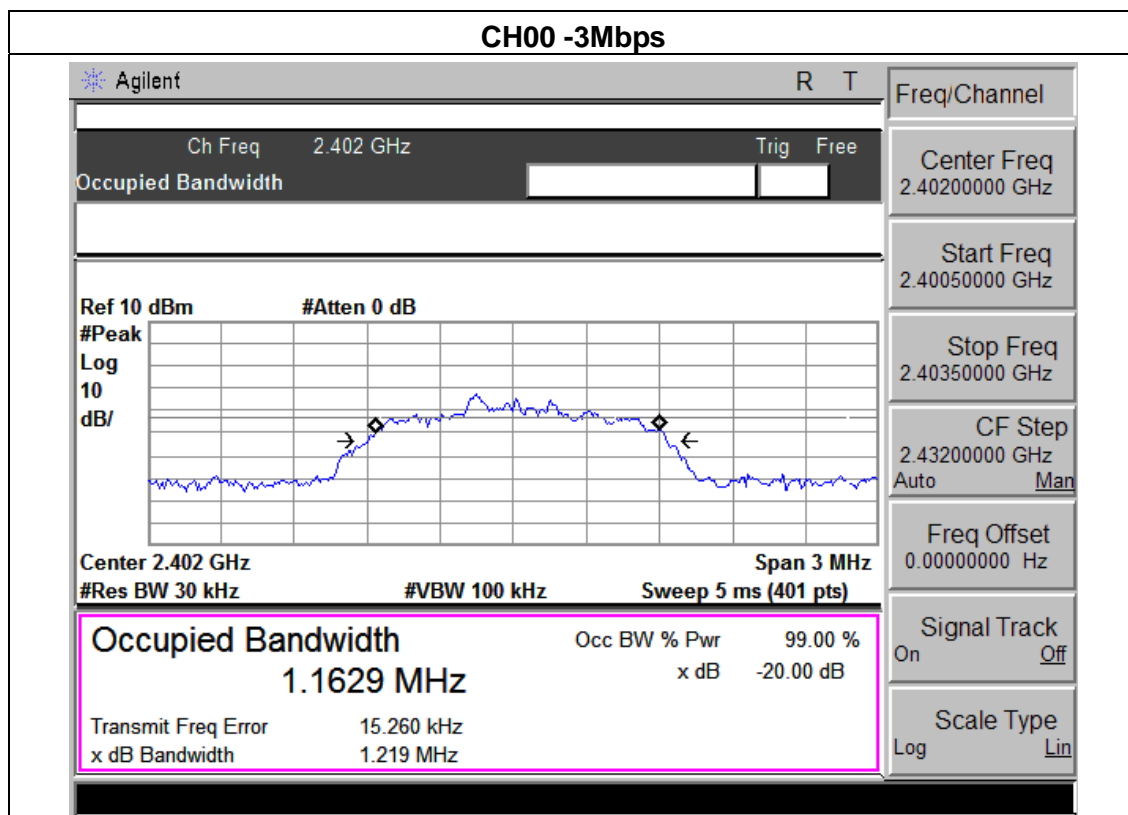 CH00 -3Mbps
Agilent R T
Ch Freq 2.402 GHz Trig Free
Occupied Bandwidth
Ref 10 dBm #Atten 0 dB
#Peak
Log
10
dB/
Center 2.402 GHz Span 3 MHz
#Res BW 30 kHz #VBW 100 kHz Sweep 5 ms (401 pts)
Occupied Bandwidth Occ BW % Pwr 99.00 %
1.1629 MHz x dB -20.00 dB
Transmit Freq Error 15.260 kHz
x dB Bandwidth 1.219 MHz
Freq/Channel
Center Freq
2.40200000 GHz
Start Freq
2.40050000 GHz
Stop Freq
2.40350000 GHz
CF Step
2.43200000 GHz
Auto Man
Freq Offset
0.00000000 Hz
Signal Track
On Off
Scale Type
Log Lin